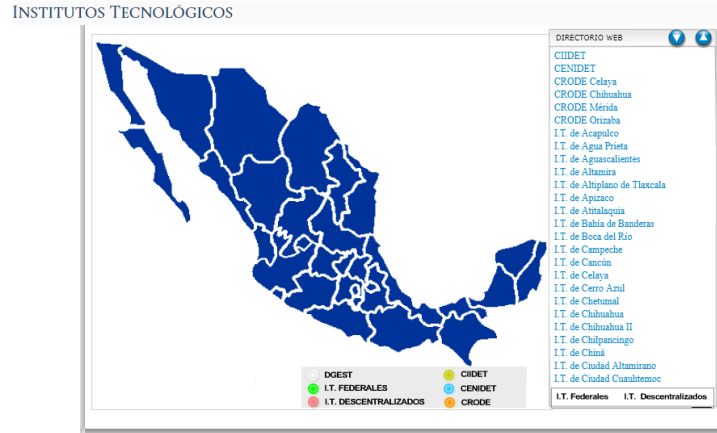 Institutos Tecnológicos
DIRECTORIO WEB
CIIDET
CENIDET
CRODE Celaya
CRODE Chihuahua
CRODE Mérida
CRODE Orizaba
I.T. de Acapulco
I.T. de Agua Prieta
I.T. de Aguascalientes
I.T. de Altamira
I.T. de Altiplano de Tlaxcala
I.T. de Apizaco
I.T. de Atitalaquia
I.T. de Bahía de Banderas
I.T. de Boca del Río
I.T. de Campeche
I.T. de Cancún
I.T. de Celaya
I.T. de Cerro Azul
I.T. de Chetumal
I.T. de Chihuahua
I.T. de Chihuahua II
I.T. de Chilpancingo
I.T. de Chiná
I.T. de Ciudad Altamirano
I.T. de Ciudad Cuauhtemoc
I.T. Federales I.T. Descentralizados
DGEST CIIDET
I.T. FEDERALES CENIDET
I.T. DESCENTRALIZADOS CRODE